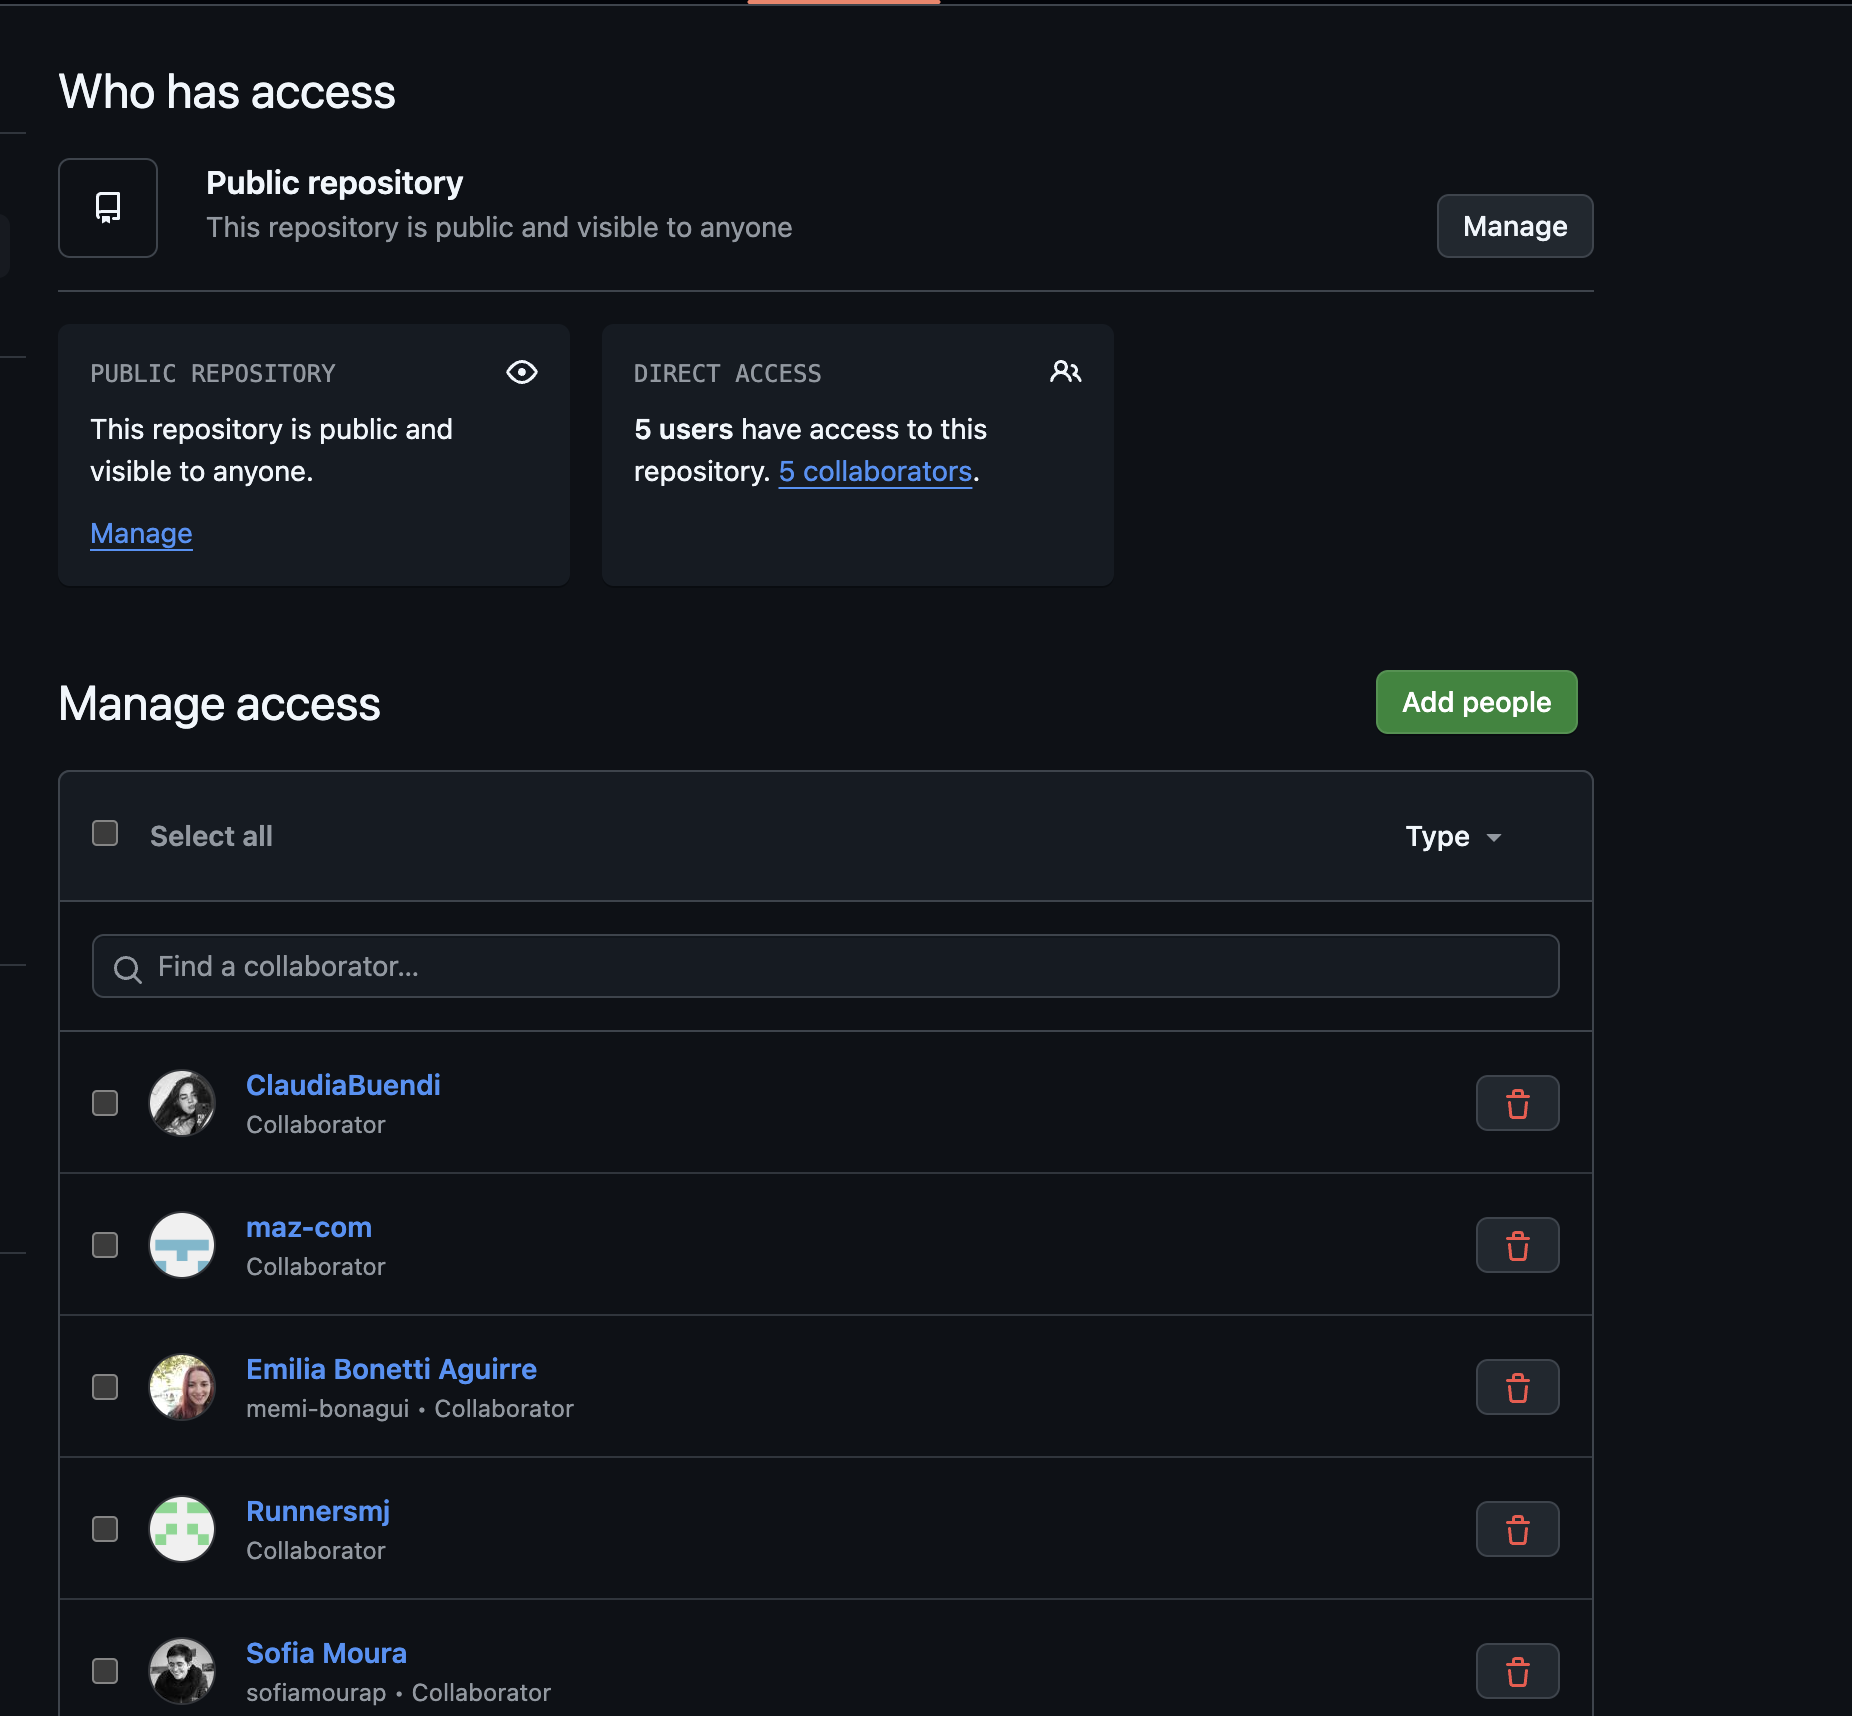 Who has access
Public repository
This repository is public and visible to anyone
Manage
PUBLIC REPOSITORY
This repository is public and
visible to anyone.
Manage
DIRECT ACCESS
5 users have access to this
repository. 5 collaborators.
Manage access
Add people
Select all
Type
Find a collaborator...
ClaudiaBuendi
Collaborator
maz-com
Collaborator
Emilia Bonetti Aguirre
memi-bonagui • Collaborator
Runnersmj
Collaborator
Sofia Moura
sofiamourap • Collaborator